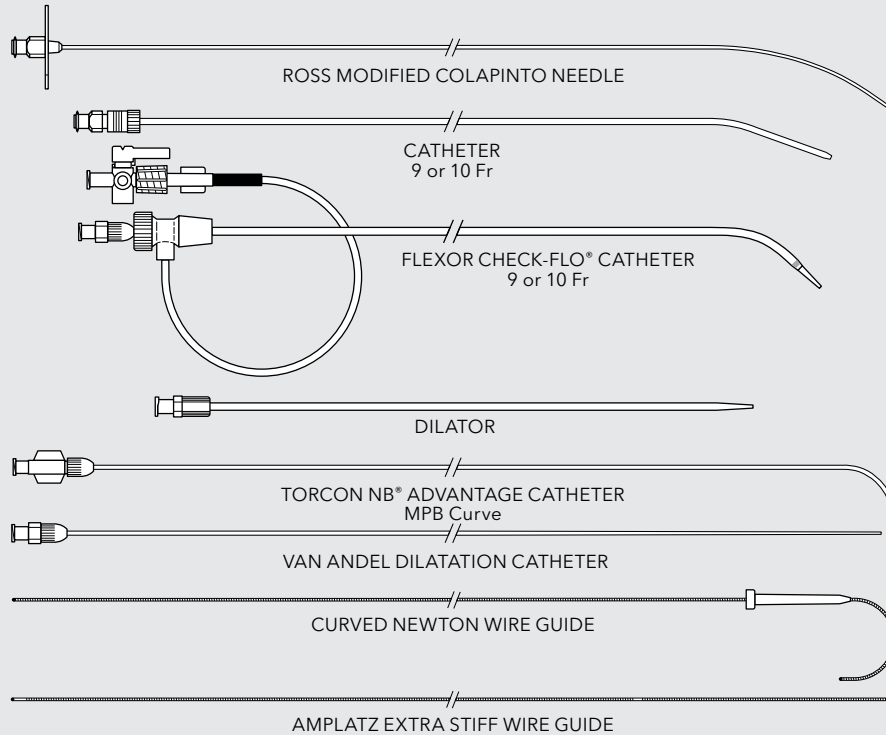 ROSS MODIFIED COLAPINTO NEEDLE
CATHETER
9 or 10 Fr
FLEXOR CHECK-FLO® CATHETER
9 or 10 Fr
DILATOR
TORCON NB® ADVANTAGE CATHETER
MPB Curve
VAN ANDEL DILATATION CATHETER
CURVED NEWTON WIRE GUIDE
AMPLATZ EXTRA STIFF WIRE GUIDE